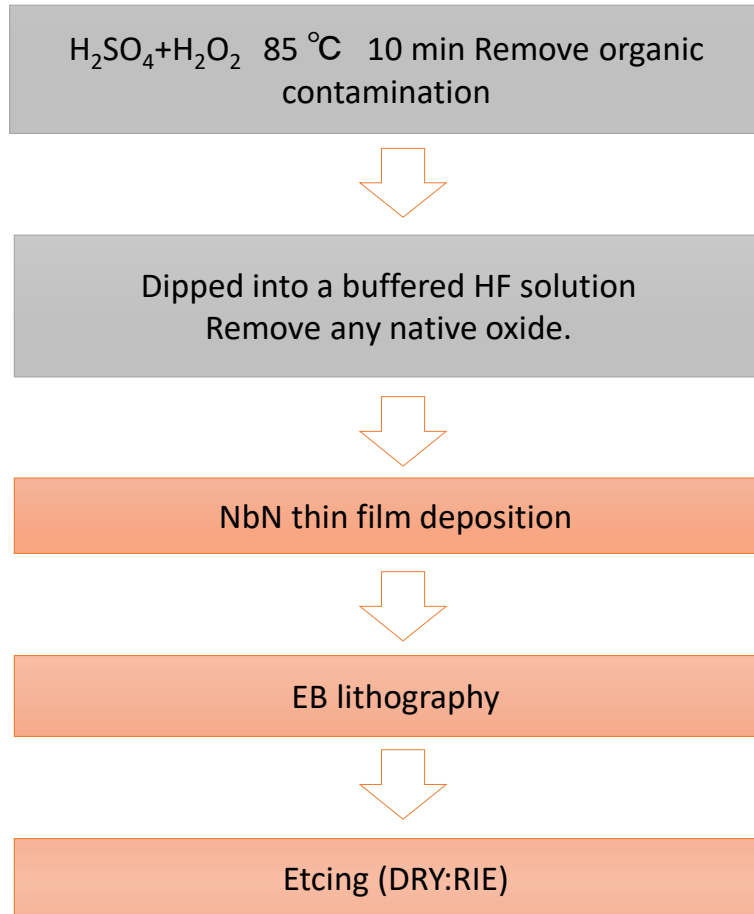 H₂SO₄+H₂O₂ 85 ℃ 10 min Remove organic
contamination
Dipped into a buffered HF solution
Remove any native oxide.
NbN thin film deposition
EB lithography
Etcing (DRY:RIE)